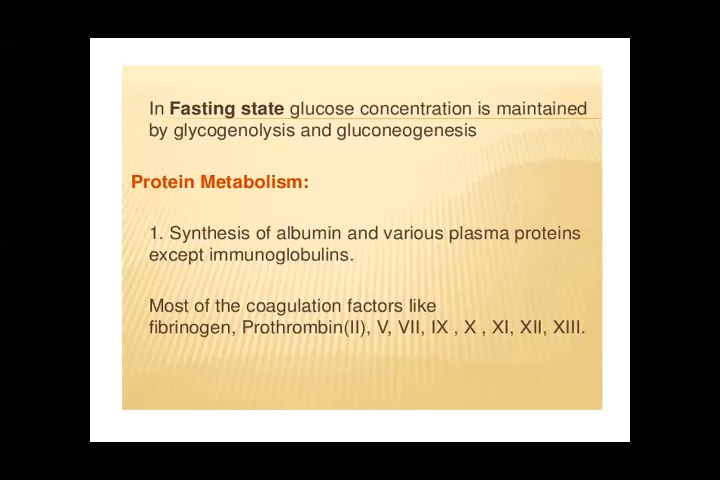 In Fasting state glucose concentration is maintained
by glycogenolysis and gluconeogenesis
Protein Metabolism:
1. Synthesis of albumin and various plasma proteins
except immunoglobulins.
Most of the coagulation factors like
fibrinogen, Prothrombin(II), V, VII, IX , X , XI, XII, XIII.